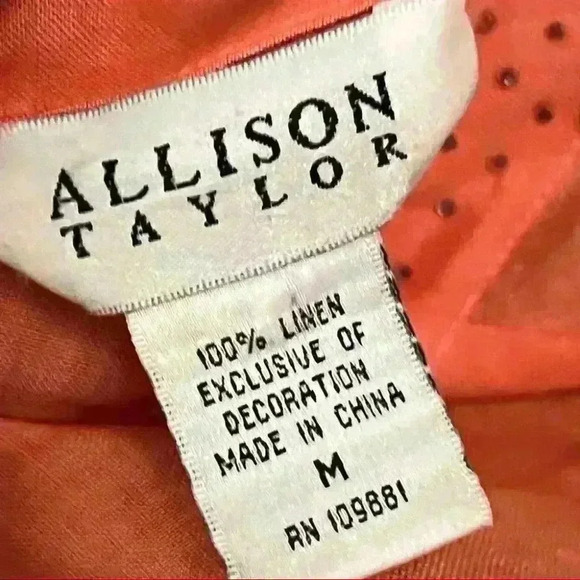 ALLISON
TAYLOR
100% LINEN
EXCLUSIVE OF
DECORATION
MADE IN CHINA
M
RN 109881